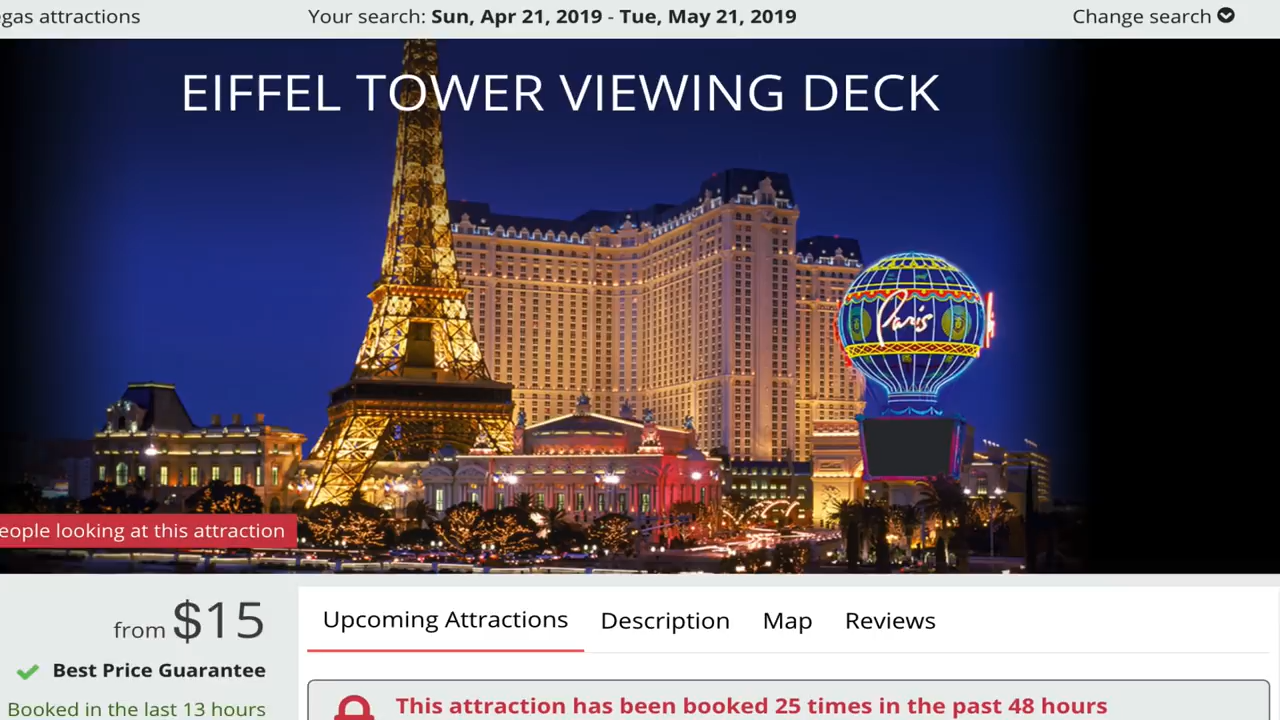 gas attractions
Your search: Sun, Apr 21, 2019 - Tue, May 21, 2019
Change search
EIFFEL TOWER VIEWING DECK
Paris
eople looking at this attraction
from $15
Best Price Guarantee
Booked in the last 13 hours
Upcoming Attractions
Description
Map
Reviews
This attraction has been booked 25 times in the past 48 hours